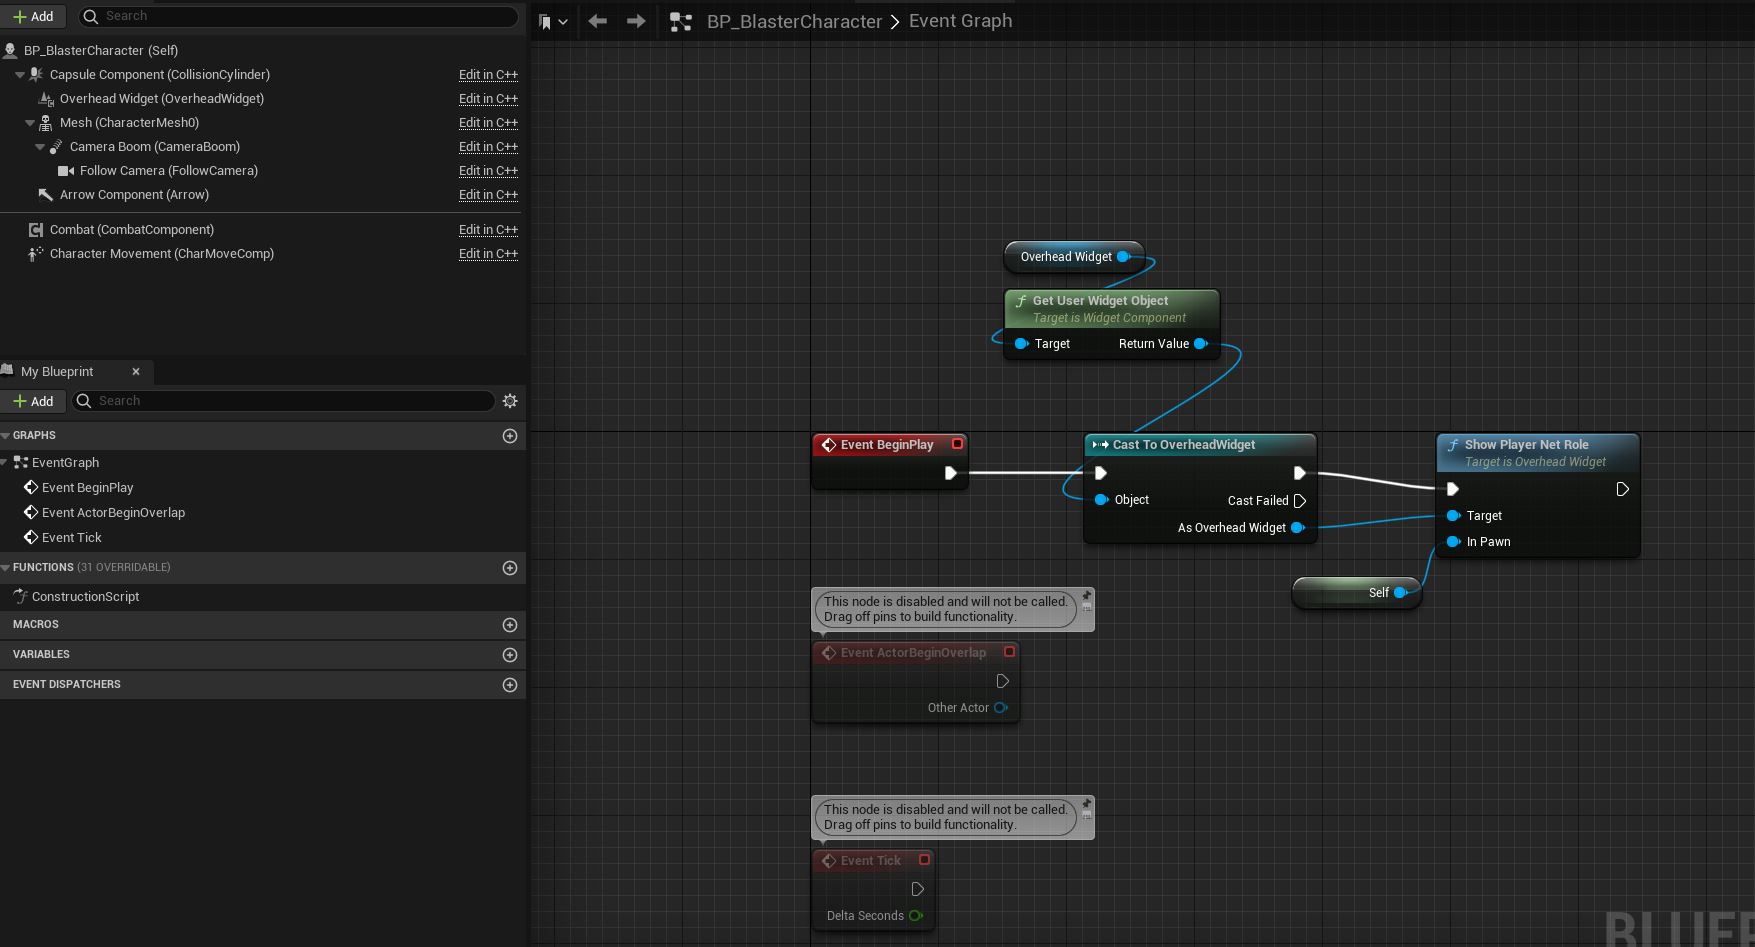 Add
Search
BP_BlasterCharacter > Event Graph
BP_BlasterCharacter (Self)
Capsule Component (CollisionCylinder) Edit in C++
Overhead Widget (OverheadWidget) Edit in C++
Mesh (CharacterMesh0) Edit in C++
Camera Boom (CameraBoom) Edit in C++
Follow Camera (FollowCamera) Edit in C++
Arrow Component (Arrow) Edit in C++
Combat (CombatComponent) Edit in C++
Character Movement (CharMoveComp) Edit in C++
My Blueprint
Add
Search
GRAPHS
EventGraph
Event BeginPlay
Event ActorBeginOverlap
Event Tick
FUNCTIONS (31 OVERRIDABLE)
ConstructionScript
MACROS
VARIABLES
EVENT DISPATCHERS
Overhead Widget
Get User Widget Object
Target is Widget Component
Target Return Value
Event BeginPlay
Cast To OverheadWidget
Object
Cast Failed
As Overhead Widget
Show Player Net Role
Target is Overhead Widget
Target
In Pawn
Self
This node is disabled and will not be called.
Drag off pins to build functionality.
Event ActorBeginOverlap
Other Actor
This node is disabled and will not be called.
Drag off pins to build functionality.
Event Tick
Delta Seconds